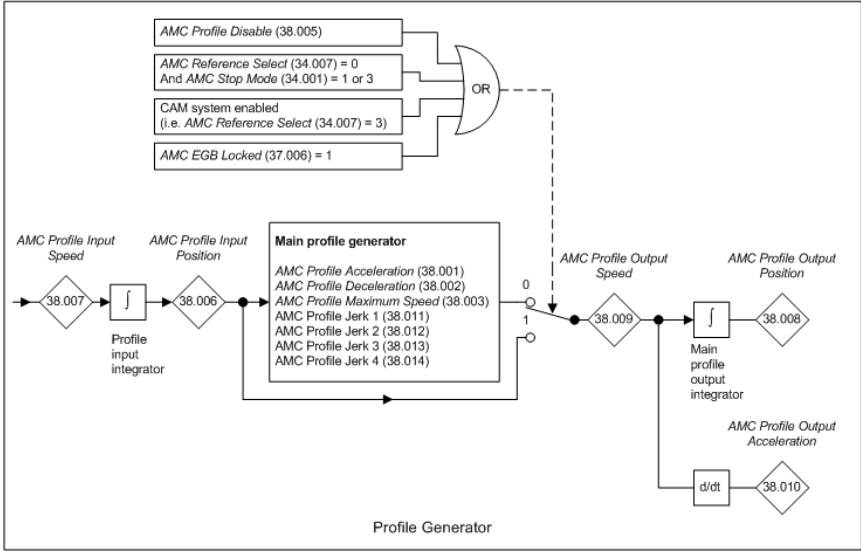 AMC Profile Disable (38.005)
AMC Reference Select (34.007) = 0
And AMC Stop Mode (34.001) = 1 or 3
CAM system enabled
(i.e. AMC Reference Select (34.007) = 3)
AMC EGB Locked (37.006) = 1
OR
AMC Profile Input
Speed
38.007
∫
Profile
input
integrator
AMC Profile Input
Position
38.006
Main profile generator
AMC Profile Acceleration (38.001)
AMC Profile Deceleration (38.002)
AMC Profile Maximum Speed (38.003)
AMC Profile Jerk 1 (38.011)
AMC Profile Jerk 2 (38.012)
AMC Profile Jerk 3 (38.013)
AMC Profile Jerk 4 (38.014)
0
1
AMC Profile Output
Speed
38.009
∫
Main
profile
output
integrator
AMC Profile Output
Position
38.008
AMC Profile Output
Acceleration
d/dt
38.010
Profile Generator